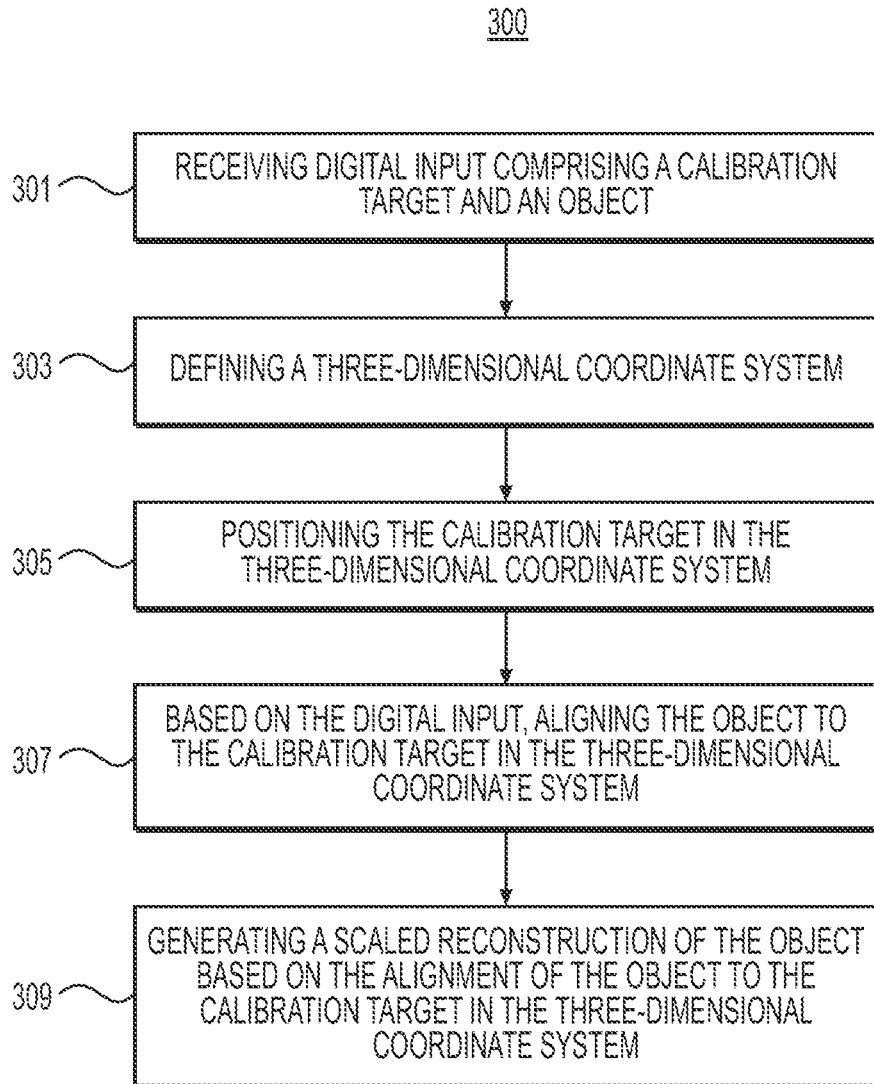 300
301
RECEIVING DIGITAL INPUT COMPRISING A CALIBRATION
TARGET AND AN OBJECT
303
DEFINING A THREE-DIMENSIONAL COORDINATE SYSTEM
305
POSITIONING THE CALIBRATION TARGET IN THE
THREE-DIMENSIONAL COORDINATE SYSTEM
307
BASED ON THE DIGITAL INPUT, ALIGNING THE OBJECT TO
THE CALIBRATION TARGET IN THE THREE-DIMENSIONAL
COORDINATE SYSTEM
309
GENERATING A SCALED RECONSTRUCTION OF THE OBJECT
BASED ON THE ALIGNMENT OF THE OBJECT TO THE
CALIBRATION TARGET IN THE THREE-DIMENSIONAL
COORDINATE SYSTEM